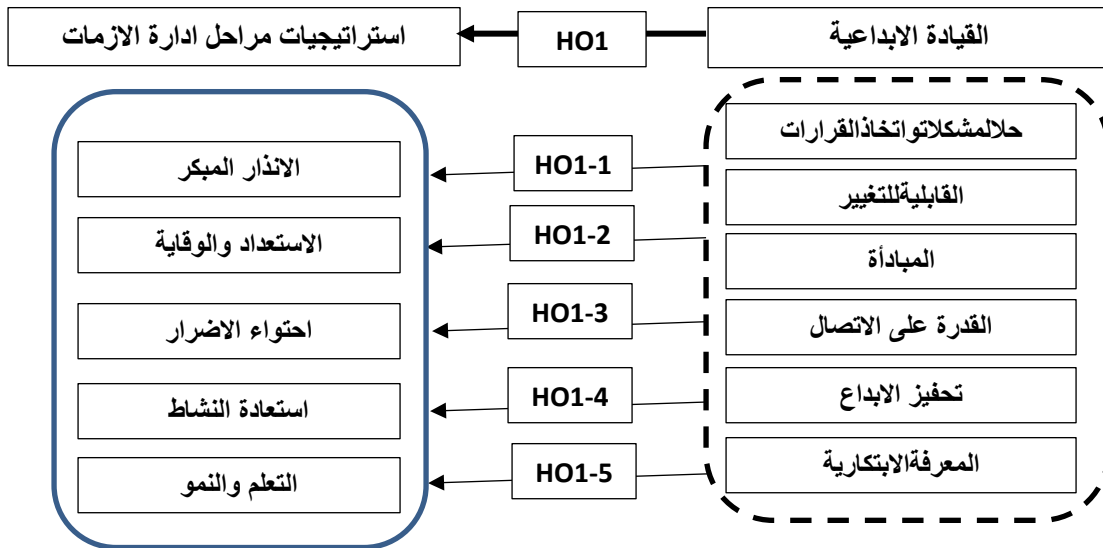 القيادة الابداعية
HO1
استراتيجيات مراحل ادارة الازمات
حلالمشكلاتواتخاذالقرارات
القابليةللتغيير
المبادأة
القدرة على الاتصال
تحفيز الابداع
المعرفةالابتكارية
HO1-1
HO1-2
HO1-3
HO1-4
HO1-5
الانذار المبكر
الاستعداد والوقاية
احتواء الاضرار
استعادة النشاط
التعلم والنمو